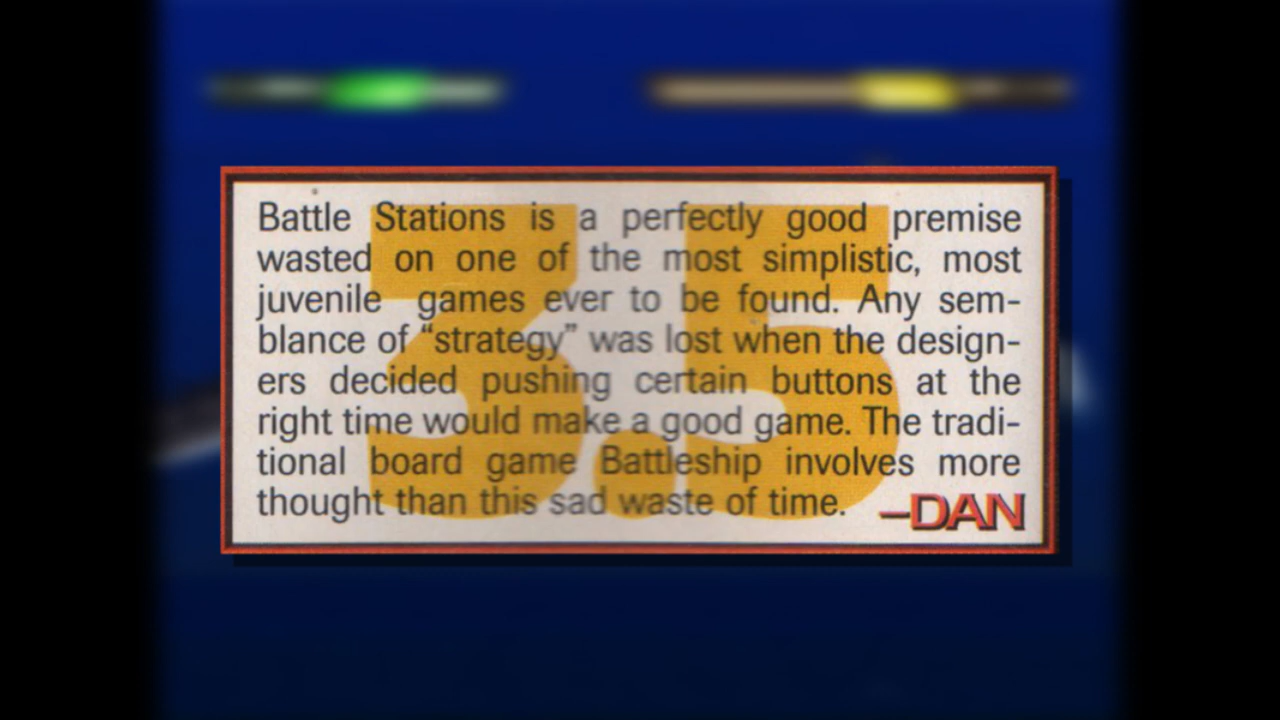 3.5
Battle Stations is a perfectly good premise
wasted on one of the most simplistic, most
juvenile games ever to be found. Any sem-
blance of “strategy” was lost when the design-
ers decided pushing certain buttons at the
right time would make a good game. The tradi-
tional board game Battleship involves more
thought than this sad waste of time.
–DAN